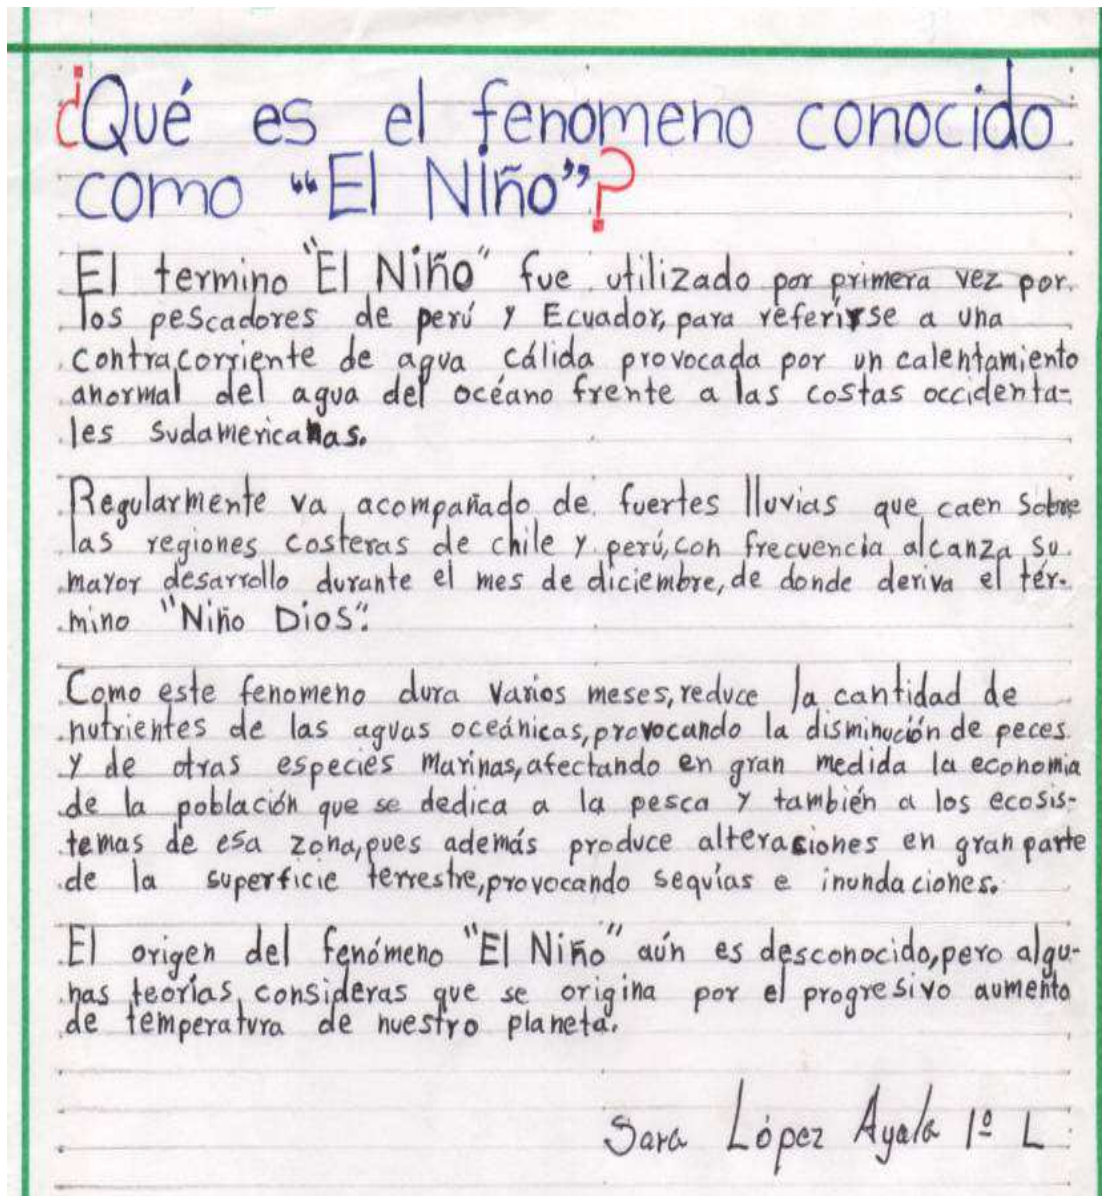 ¿Qué es el fenomeno conocido
como “El Niño”?
El termino "El Niño" fue utilizado por primera vez por
los pescadores de perú y Ecuador, para referirse a una
contracorriente de agua cálida provocada por un calentamiento
anormal del agua del océano frente a las costas occidenta-
les sudamericanas.
Regularmente va acompañado de fuertes lluvias que caen sobre
las regiones costeras de chile y perú, con frecuencia alcanza su
mayor desarrollo durante el mes de diciembre, de donde deriva el tér-
mino "Niño Dios".
Como este fenomeno dura varios meses, reduce la cantidad de
nutrientes de las aguas oceánicas, provocando la disminución de peces
y de otras especies marinas, afectando en gran medida la economia
de la población que se dedica a la pesca y también a los ecosis-
temas de esa zona, pues además produce alteraciones en gran parte
de la superficie terrestre, provocando sequías e inundaciones.
El origen del fenómeno "El Niño" aún es desconocido, pero algu-
nas teorías, consideras que se origina por el progresivo aumento
de temperatura de nuestro planeta.
Sara López Ayala 1º L